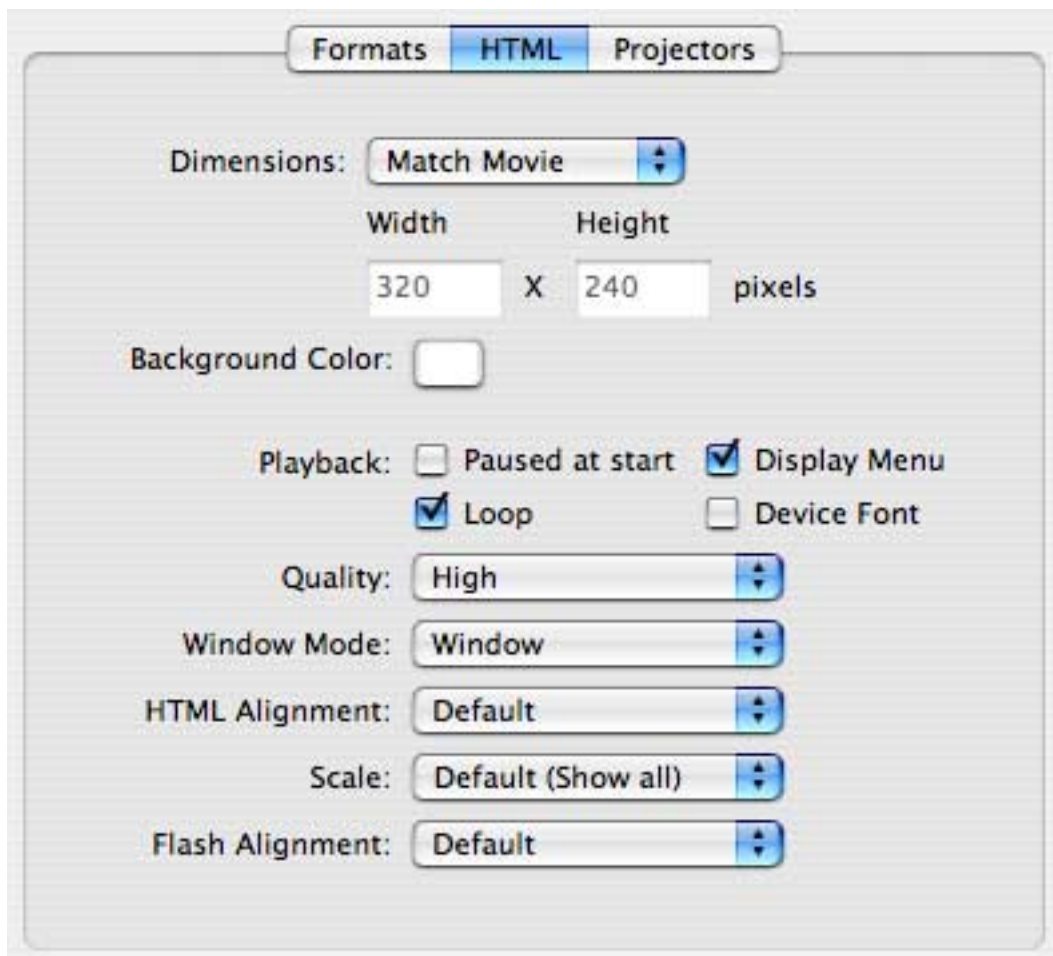 Formats HTML Projectors
Dimensions: Match Movie
Width Height
320 X 240 pixels
Background Color:
Playback: Paused at start Display Menu
Loop Device Font
Quality: High
Window Mode: Window
HTML Alignment: Default
Scale: Default (Show all)
Flash Alignment: Default